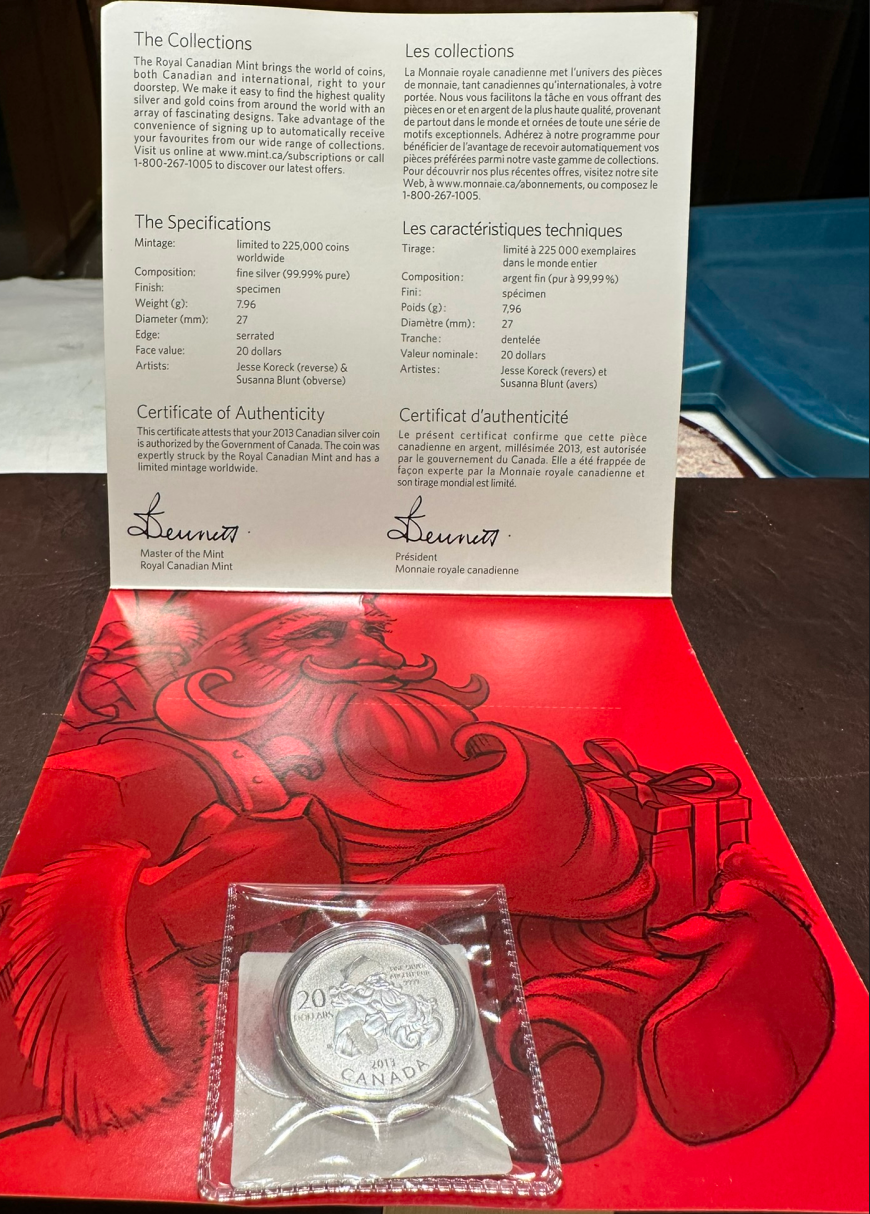 The Collections
The Royal Canadian Mint brings the world of coins,
both Canadian and international, right to your
doorstep. We make it easy to find the highest quality
silver and gold coins from around the world with an
array of fascinating designs. Take advantage of the
convenience of signing up to automatically receive
your favourites from our wide range of collections.
Visit us online at www.mint.ca/subscriptions or call
1-800-267-1005 to discover our latest offers.
Les collections
La Monnaie royale canadienne met l'univers des pièces
de monnaie, tant canadiennes qu'internationales, à votre
portée. Nous vous facilitons la tâche en vous offrant des
pièces en or et en argent de la plus haute qualité, provenant
de partout dans le monde et ornées de toute une série de
motifs exceptionnels. Adhérez à notre programme pour
bénéficier de l'avantage de recevoir automatiquement vos
pièces préférées parmi notre vaste gamme de collections.
Pour découvrir nos plus récentes offres, visitez notre site
Web, à www.monnaie.ca/abonnements, ou composez le
1-800-267-1005.
The Specifications
Mintage: limited to 225,000 coins
worldwide
Composition: fine silver (99.99% pure)
Finish: specimen
Weight (g): 7.96
Diameter (mm): 27
Edge: serrated
Face value: 20 dollars
Artists: Jesse Koreck (reverse) &
Susanna Blunt (obverse)
Les caractéristiques techniques
Tirage: limité à 225 000 exemplaires
dans le monde entier
Composition: argent fin (pur à 99,99%)
Fini: spécimen
Poids (g): 7,96
Diamètre (mm): 27
Tranche: dentelée
Valeur nominale: 20 dollars
Artistes: Jesse Koreck (revers) et
Susanna Blunt (avers)
Certificate of Authenticity
This certificate attests that your 2013 Canadian silver coin
is authorized by the Government of Canada. The coin was
expertly struck by the Royal Canadian Mint and has a
limited mintage worldwide.
Bennett
Master of the Mint
Royal Canadian Mint
Certificat d'authenticité
Le présent certificat confirme que cette pièce
canadienne en argent, millésimée 2013, est autorisée
par le gouvernement du Canada. Elle a été frappée de
façon experte par la Monnaie royale canadienne et
son tirage mondial est limité.
Bennett
Président
Monnaie royale canadienne
FINE SILVER
ARGENT PUR
9999
20
DOLLARS
2013
CANADA